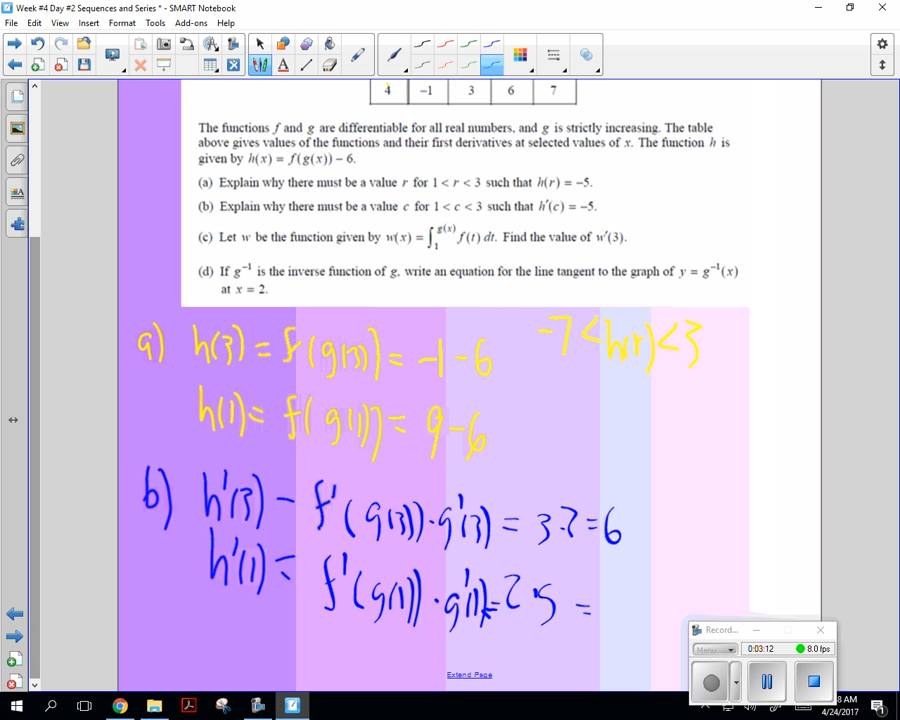 Week #4 Day #2 Sequences and Series * - SMART Notebook
File Edit View Insert Format Tools Add-ons Help
4 -1 3 6 7
The functions f and g are differentiable for all real numbers, and g is strictly increasing. The table
above gives values of the functions and their first derivatives at selected values of x. The function h is
given by h(x) = f(g(x)) − 6.
(a) Explain why there must be a value r for 1 < r < 3 such that h(r) = −5.
(b) Explain why there must be a value c for 1 < c < 3 such that h′(c) = −5.
(c) Let w be the function given by w(x) = ∫₁^g(x) f(t) dt. Find the value of w′(3).
(d) If g⁻¹ is the inverse function of g, write an equation for the line tangent to the graph of y = g⁻¹(x)
at x = 2.
a) h(3) = f(g(3)) = -1 - 6
-7 < h(r) < 3
h(1) = f(g(1)) = 9 - 6
b) h'(3) - f'(g(3)) · g'(3) = 3·2 = 6
h'(1) = f'(g(1)) · g'(1) = 2·5 =
Extend Page
Record...
Menu
0:03:12
8.0 fps
8 AM
4/24/2017